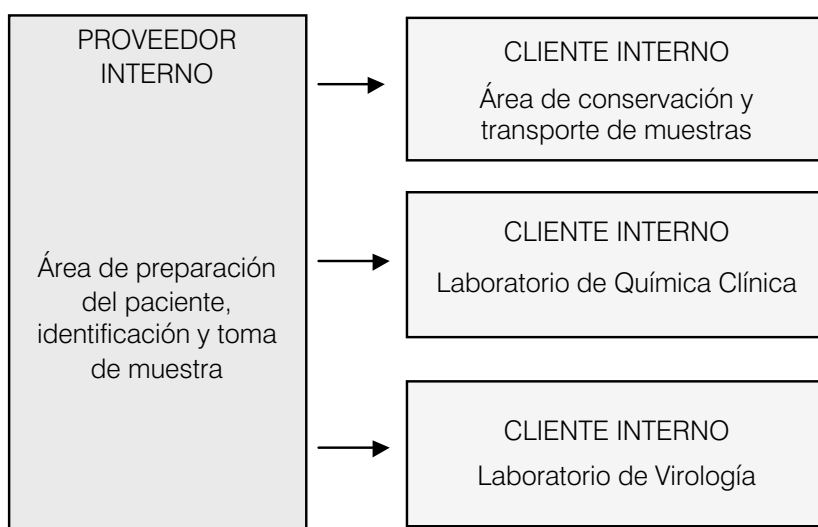 PROVEEDOR
INTERNO
Área de preparación
del paciente,
identificación y toma
de muestra
CLIENTE INTERNO
Área de conservación y
transporte de muestras
CLIENTE INTERNO
Laboratorio de Química Clínica
CLIENTE INTERNO
Laboratorio de Virología